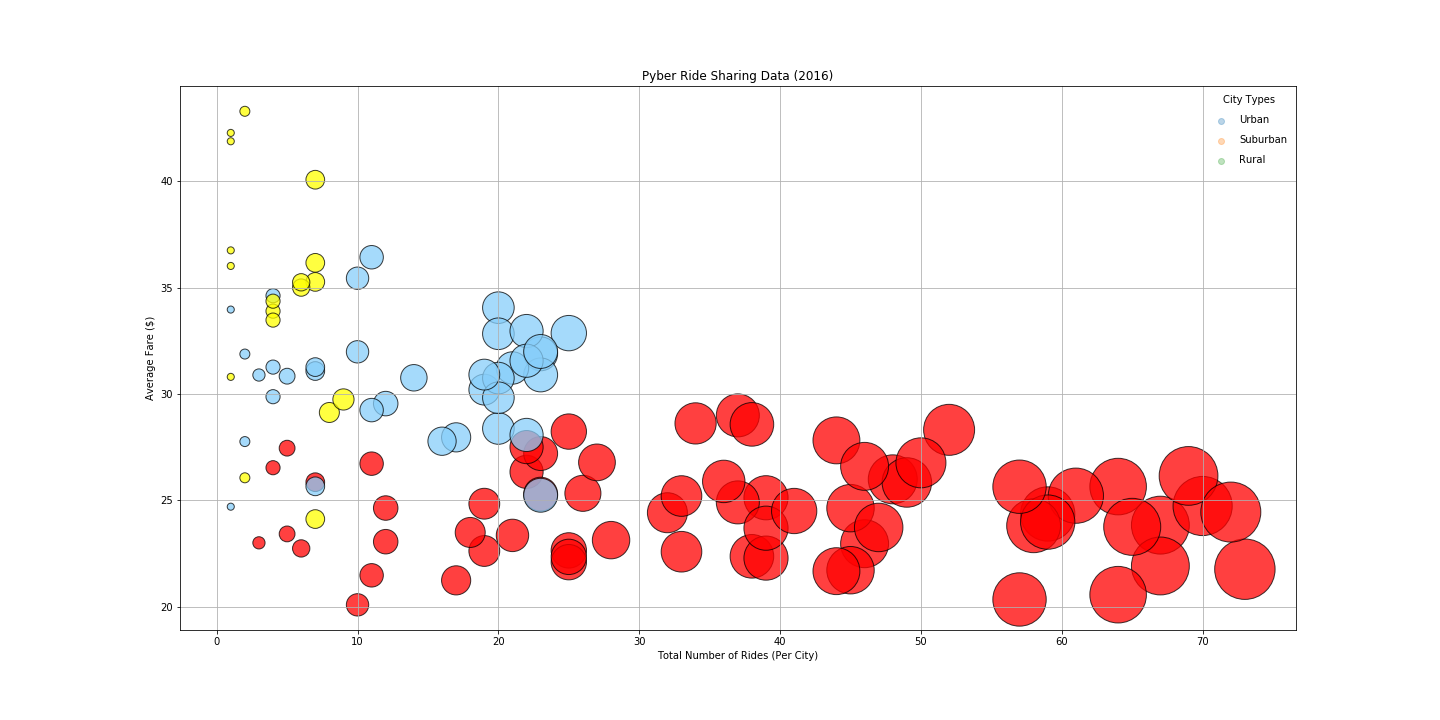 Pyber Ride Sharing Data (2016)
City Types
Urban
Suburban
Rural
Average Fare ($)
40
35
30
25
20
0 10 20 30 40 50 60 70
Total Number of Rides (Per City)